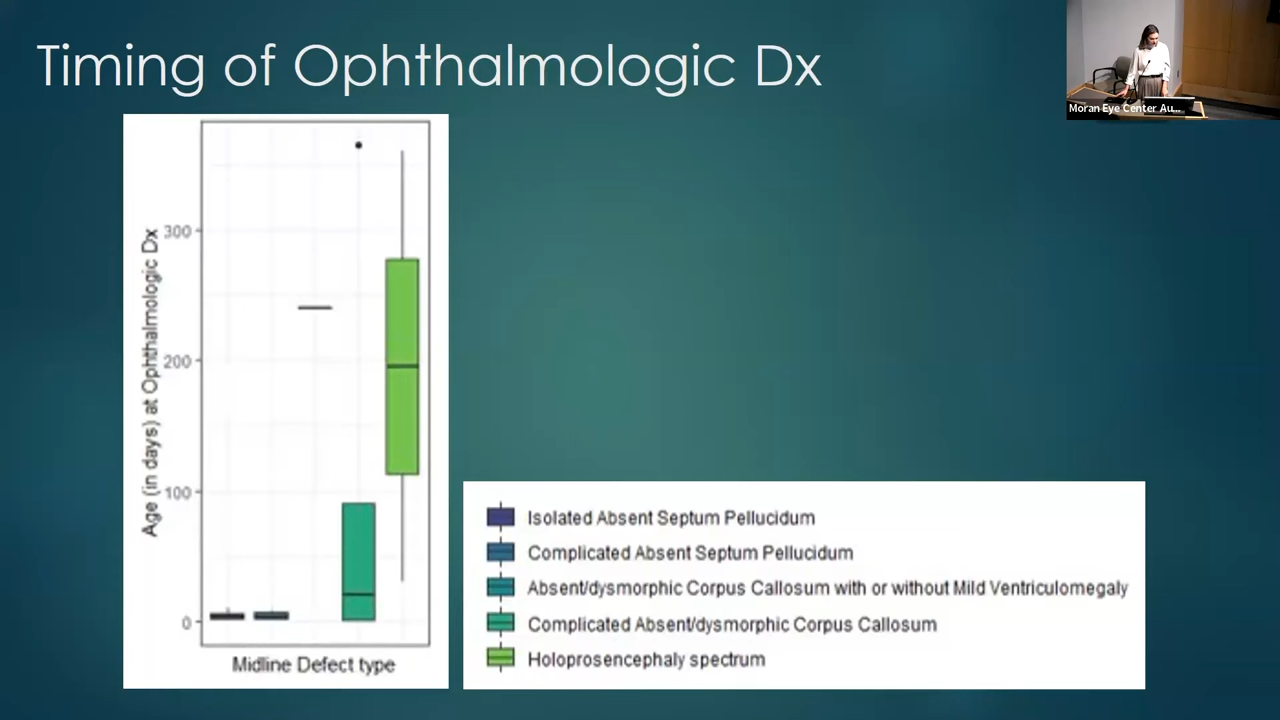 Timing of Ophthalmologic Dx
Moran Eye Center Au...
Age (in days) at Ophthalmologic Dx
300
200
100
0
Midline Defect type
Isolated Absent Septum Pellucidum
Complicated Absent Septum Pellucidum
Absent/dysmorphic Corpus Callosum with or without Mild Ventriculomegaly
Complicated Absent/dysmorphic Corpus Callosum
Holoprosencephaly spectrum